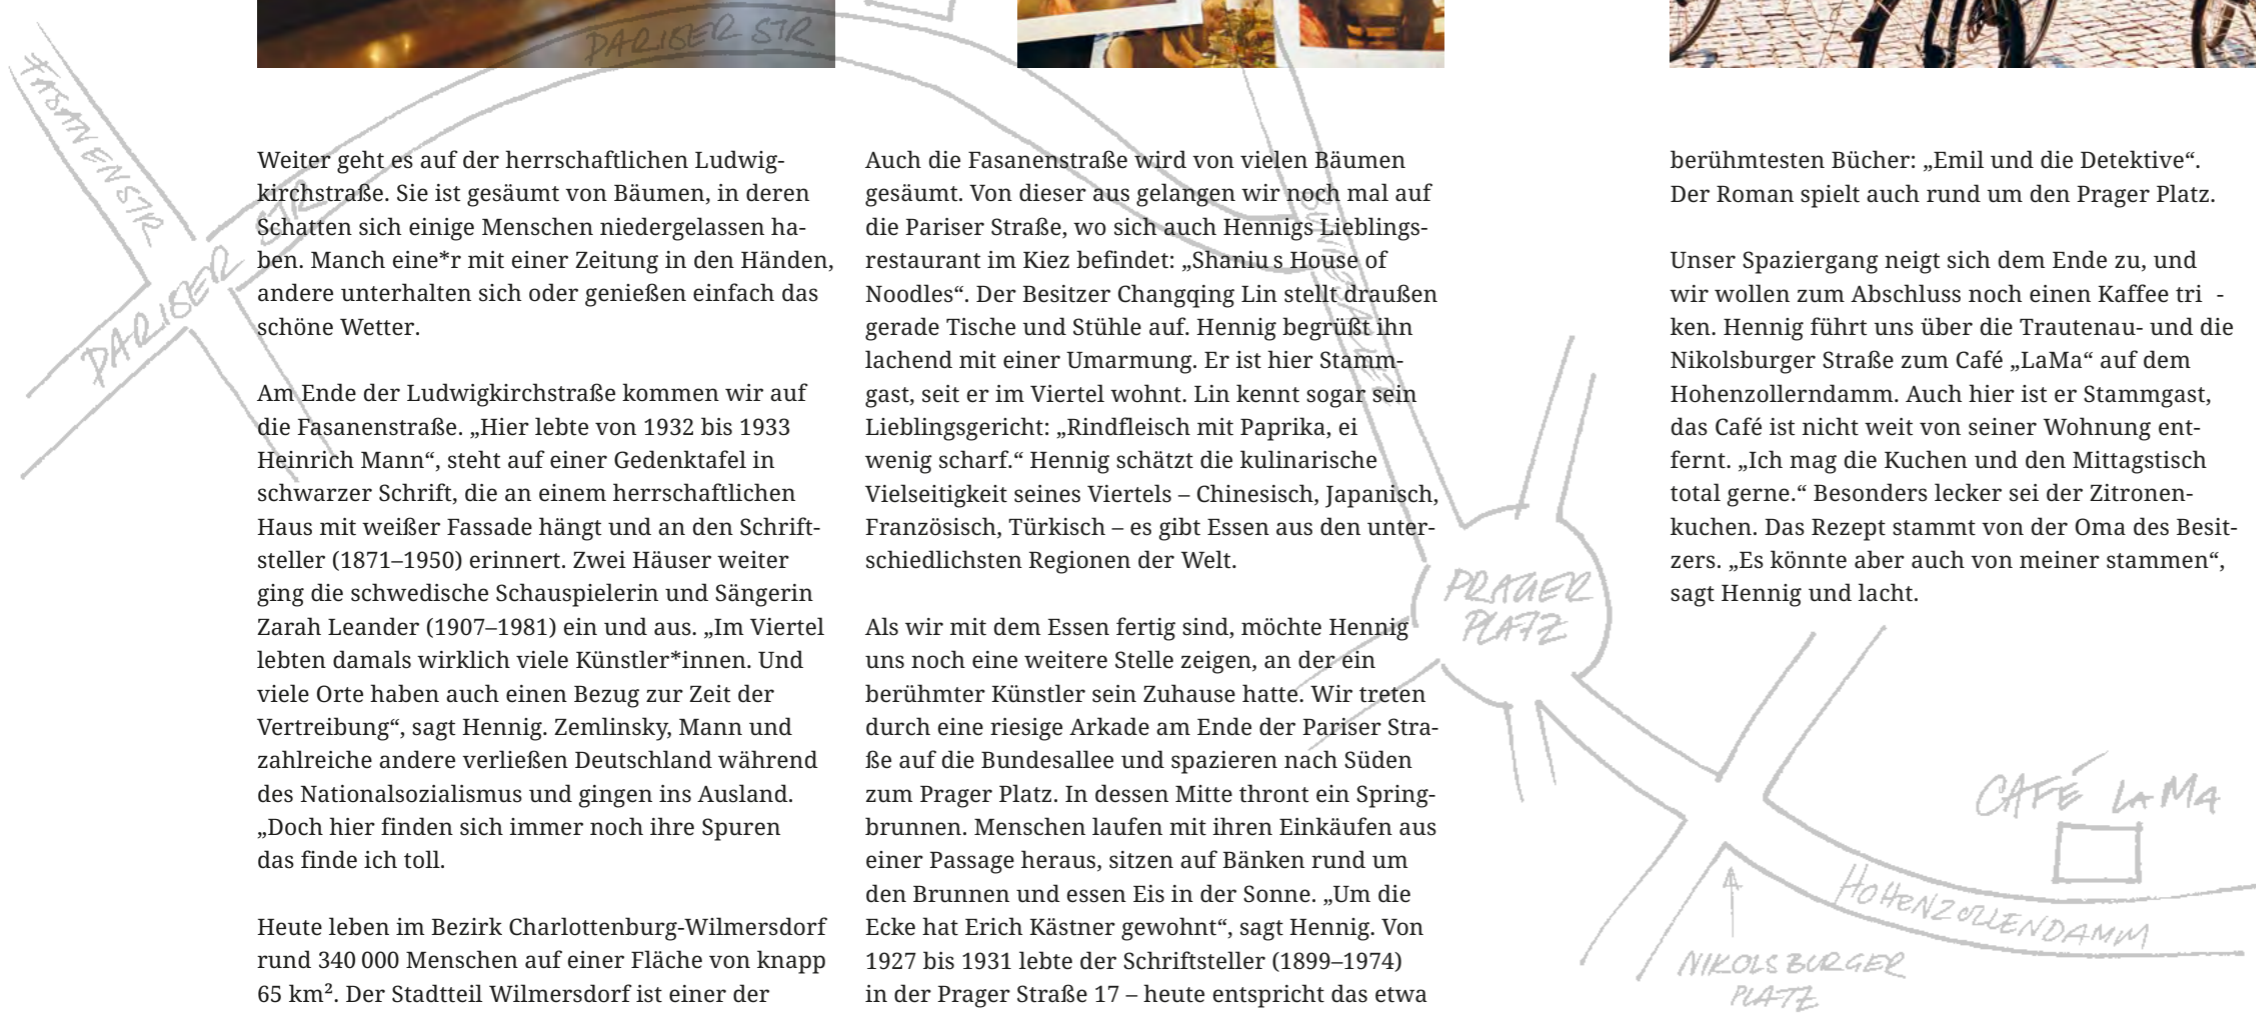 PARISER STR
FASANENSTR
PARISER STR
BUNDESALLEE
Weiter geht es auf der herrschaftlichen Ludwig-
kirchstraße. Sie ist gesäumt von Bäumen, in deren
Schatten sich einige Menschen niedergelassen ha-
ben. Manch eine*r mit einer Zeitung in den Händen,
andere unterhalten sich oder genießen einfach das
schöne Wetter.
Am Ende der Ludwigkirchstraße kommen wir auf
die Fasanenstraße. „Hier lebte von 1932 bis 1933
Heinrich Mann“, steht auf einer Gedenktafel in
schwarzer Schrift, die an einem herrschaftlichen
Haus mit weißer Fassade hängt und an den Schrift-
steller (1871–1950) erinnert. Zwei Häuser weiter
ging die schwedische Schauspielerin und Sängerin
Zarah Leander (1907–1981) ein und aus. „Im Viertel
lebten damals wirklich viele Künstler*innen. Und
viele Orte haben auch einen Bezug zur Zeit der
Vertreibung“, sagt Hennig. Zemlinsky, Mann und
zahlreiche andere verließen Deutschland während
des Nationalsozialismus und gingen ins Ausland.
„Doch hier finden sich immer noch ihre Spuren
das finde ich toll.
Heute leben im Bezirk Charlottenburg-Wilmersdorf
rund 340 000 Menschen auf einer Fläche von knapp
65 km². Der Stadtteil Wilmersdorf ist einer der
Auch die Fasanenstraße wird von vielen Bäumen
gesäumt. Von dieser aus gelangen wir noch mal auf
die Pariser Straße, wo sich auch Hennigs Lieblings-
restaurant im Kiez befindet: „Shaniu s House of
Noodles“. Der Besitzer Changqing Lin stellt draußen
gerade Tische und Stühle auf. Hennig begrüßt ihn
lachend mit einer Umarmung. Er ist hier Stamm-
gast, seit er im Viertel wohnt. Lin kennt sogar sein
Lieblingsgericht: „Rindfleisch mit Paprika, ei
wenig scharf.“ Hennig schätzt die kulinarische
Vielseitigkeit seines Viertels – Chinesisch, Japanisch,
Französisch, Türkisch – es gibt Essen aus den unter-
schiedlichsten Regionen der Welt.
Als wir mit dem Essen fertig sind, möchte Hennig
uns noch eine weitere Stelle zeigen, an der ein
berühmter Künstler sein Zuhause hatte. Wir treten
durch eine riesige Arkade am Ende der Pariser Stra-
ße auf die Bundesallee und spazieren nach Süden
zum Prager Platz. In dessen Mitte thront ein Spring-
brunnen. Menschen laufen mit ihren Einkäufen aus
einer Passage heraus, sitzen auf Bänken rund um
den Brunnen und essen Eis in der Sonne. „Um die
Ecke hat Erich Kästner gewohnt“, sagt Hennig. Von
1927 bis 1931 lebte der Schriftsteller (1899–1974)
in der Prager Straße 17 – heute entspricht das etwa
berühmtesten Bücher: „Emil und die Detektive“.
Der Roman spielt auch rund um den Prager Platz.
Unser Spaziergang neigt sich dem Ende zu, und
wir wollen zum Abschluss noch einen Kaffee tri -
ken. Hennig führt uns über die Trautenau- und die
Nikolsburger Straße zum Café „LaMa“ auf dem
Hohenzollerndamm. Auch hier ist er Stammgast,
das Café ist nicht weit von seiner Wohnung ent-
fernt. „Ich mag die Kuchen und den Mittagstisch
total gerne.“ Besonders lecker sei der Zitronen-
kuchen. Das Rezept stammt von der Oma des Besit-
zers. „Es könnte aber auch von meiner stammen“,
sagt Hennig und lacht.
PRAGER
PLATZ
CAFÉ LaMa
HOHENZOLLENDAMM
NIKOLSBURGER
PLATZ